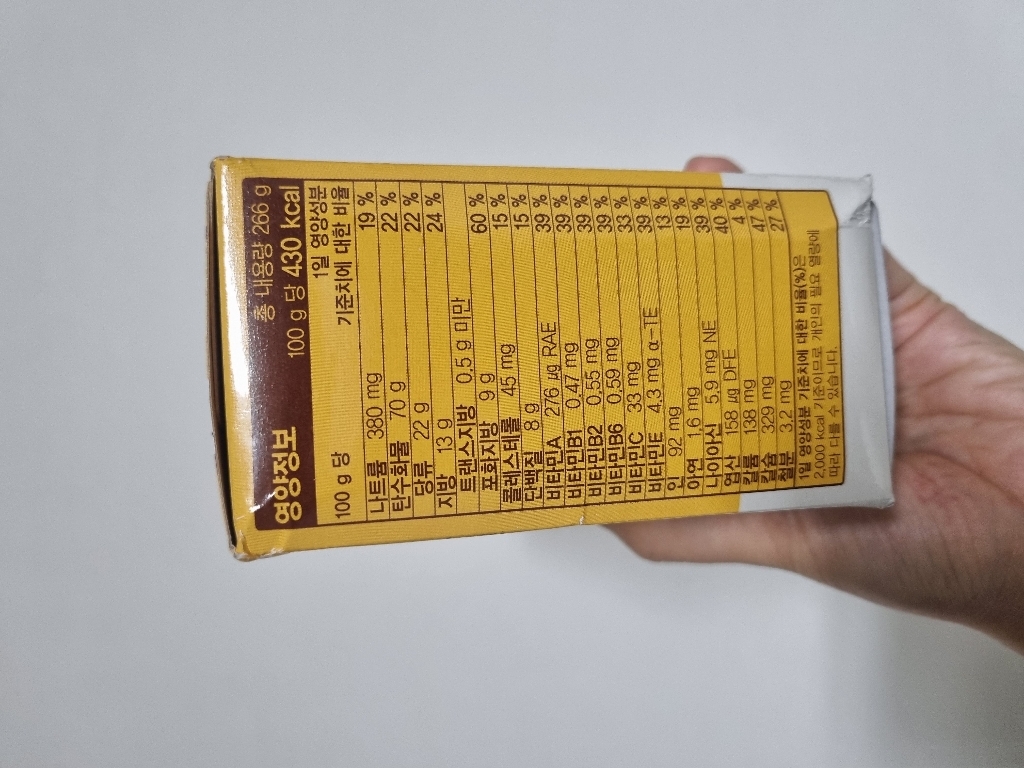 영양정보 총 내용량 266 g
100 g 당 430 kcal
100 g 당 1일 영양성분 기준치에 대한 비율
나트륨 380 mg 19 %
탄수화물 70 g 22 %
당류 22 g 22 %
지방 13 g 24 %
트랜스지방 0.5 g 미만
포화지방 9 g 60 %
콜레스테롤 45 mg 15 %
단백질 8 g 15 %
비타민A 276 μg RAE 39 %
비타민B1 0.47 mg 39 %
비타민B2 0.55 mg 39 %
비타민B6 0.59 mg 39 %
비타민C 33 mg 33 %
비타민E 4.3 mg α-TE 39 %
인 92 mg 13 %
아연 1.6 mg 19 %
나이아신 5.9 mg NE 39 %
엽산 158 μg DFE 40 %
칼륨 138 mg 4 %
칼슘 329 mg 47 %
철분 3.2 mg 27 %
1일 영양성분 기준치에 대한 비율(%)은
2,000 kcal 기준이므로 개인의 필요 열량에
따라 다를 수 있습니다.